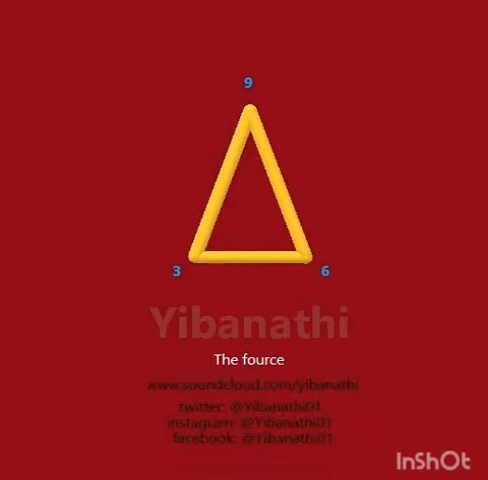 9
3 6
Yibanathi
The fource
www.soundcloud.com/yibanathi
twitter: @Yibanathi01
instagram: @Yibanathi01
facebook: @Yibanathi01
InShOt